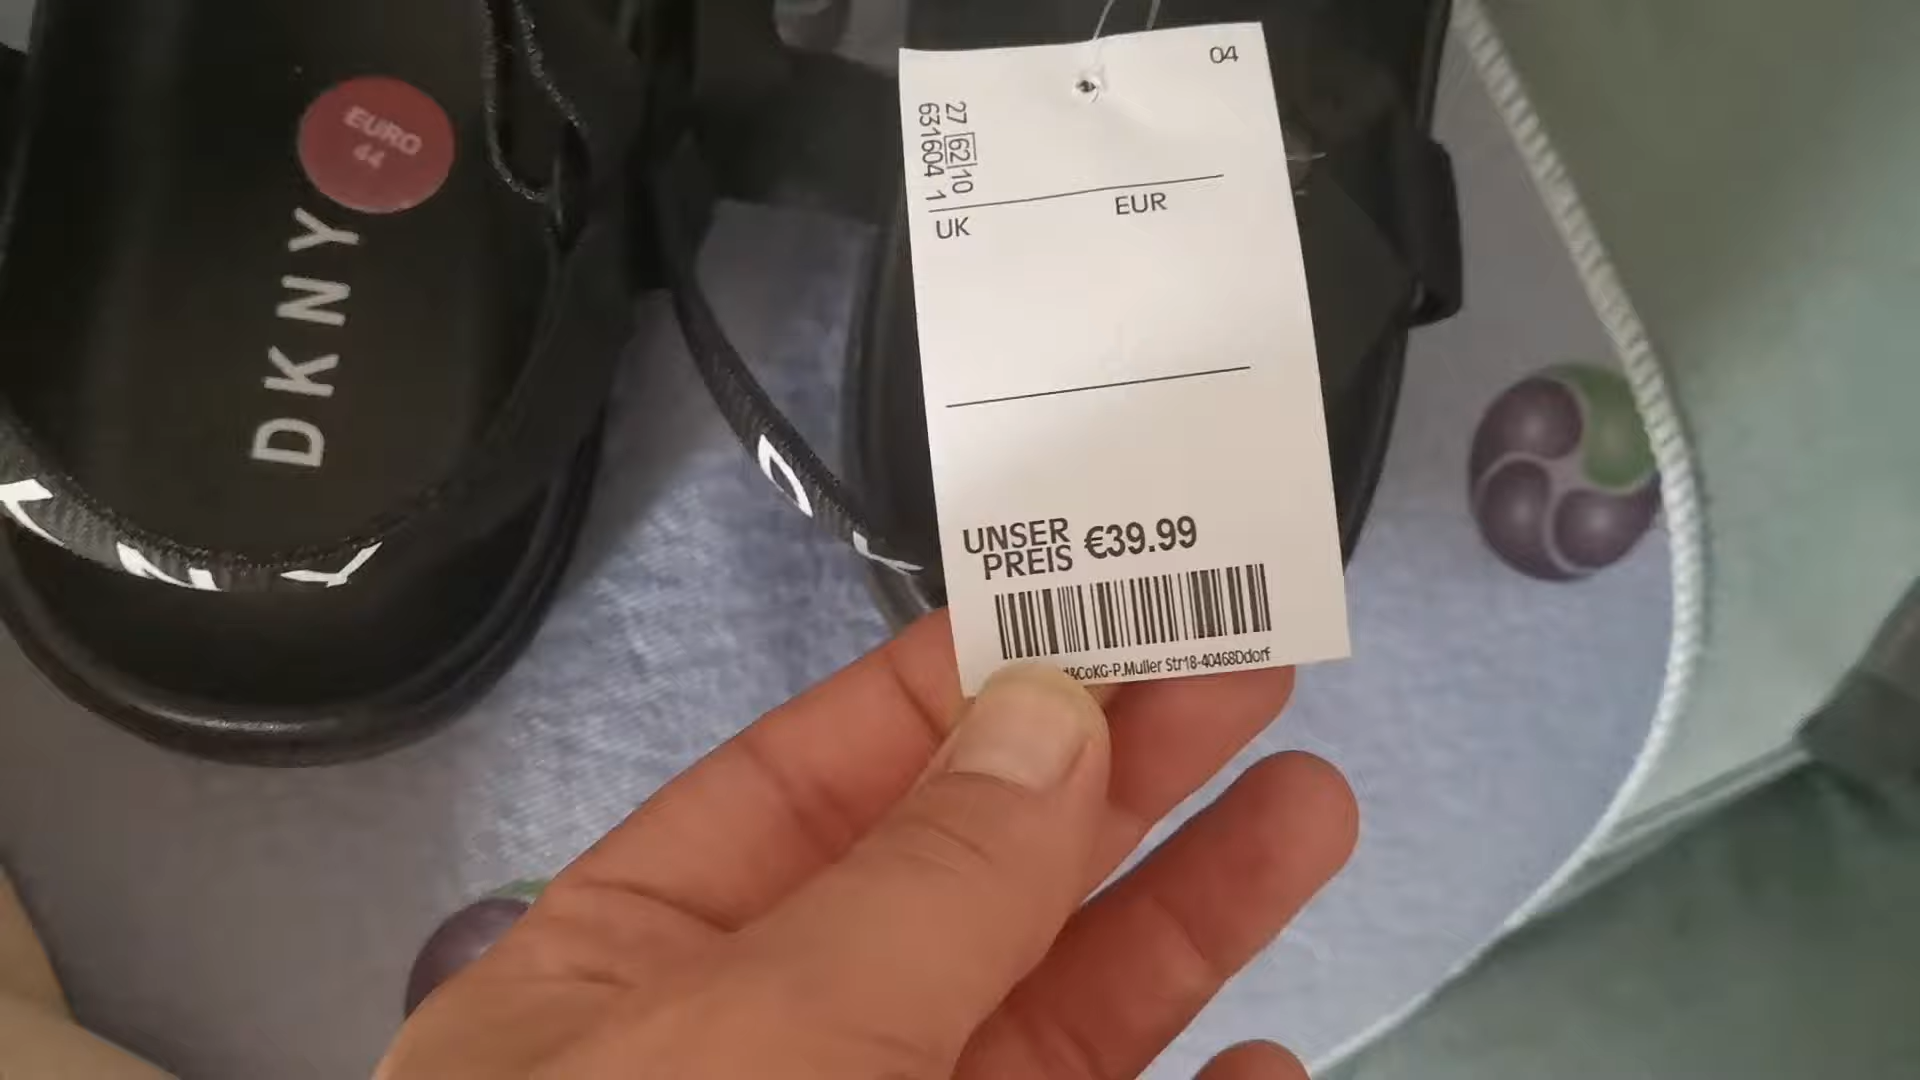 EURO
44
DKNY
04
27 62 10
631604 1
UK EUR
UNSER
PREIS €39.99
&CoKG-P.Muller Str18-40468Ddorf